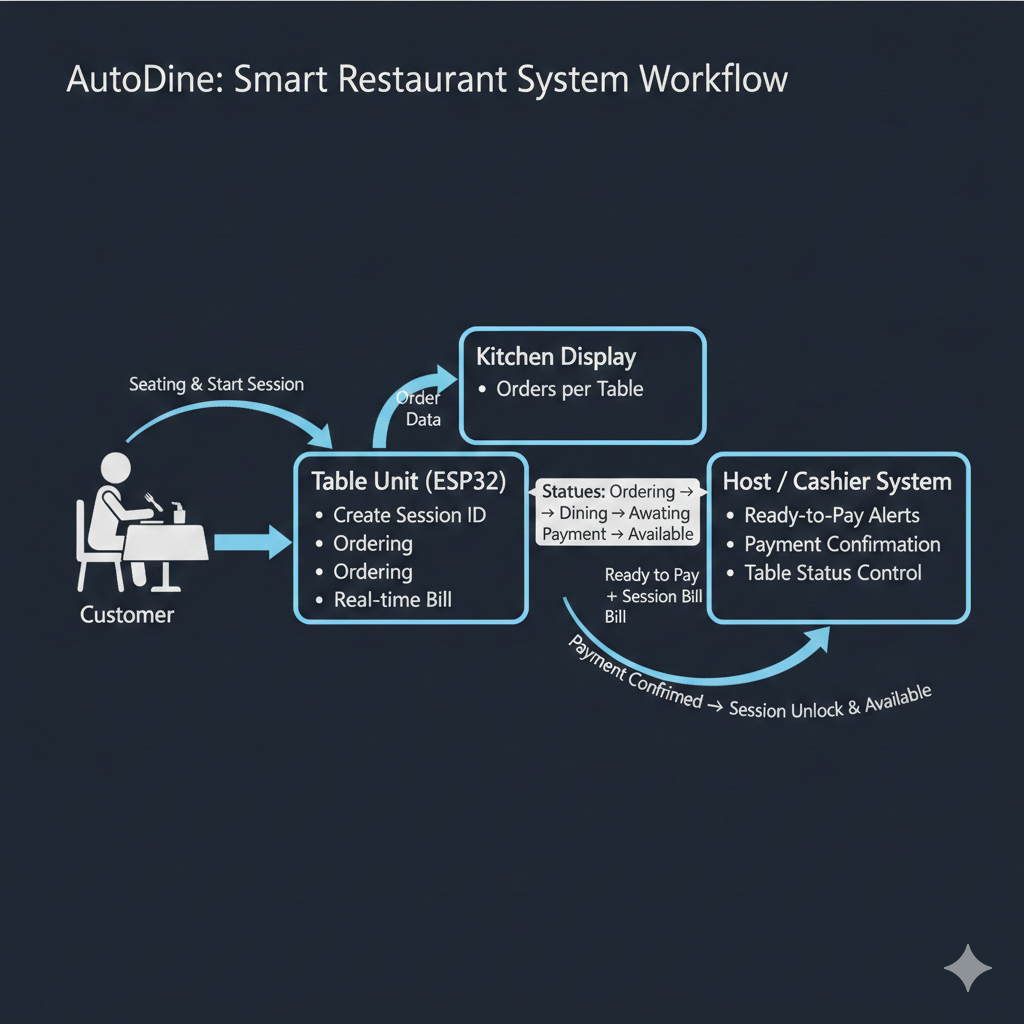 AutoDine: Smart Restaurant System Workflow
Seating & Start Session
Order
Data
Kitchen Display
• Orders per Table
Customer
Table Unit (ESP32)
• Create Session ID
• Ordering
• Ordering
• Real-time Bill
Statues: Ordering →
→ Dining → Awating
Payment → Available
Host / Cashier System
• Ready-to-Pay Alerts
• Payment Confirmation
• Table Status Control
Ready to Pay
+ Session Bill
Bill
Payment Confrimed → Session Unlock & Available